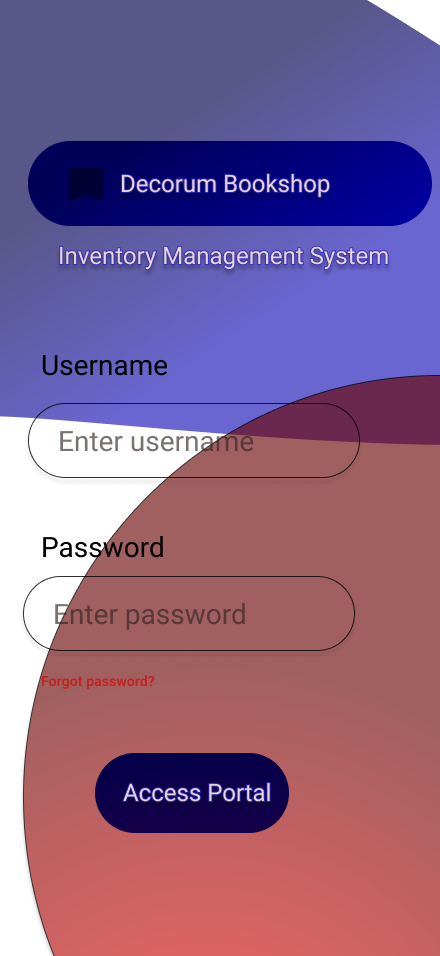 Decorum Bookshop
Inventory Management System
Username
Enter username
Password
Enter password
Forgot password?
Access Portal